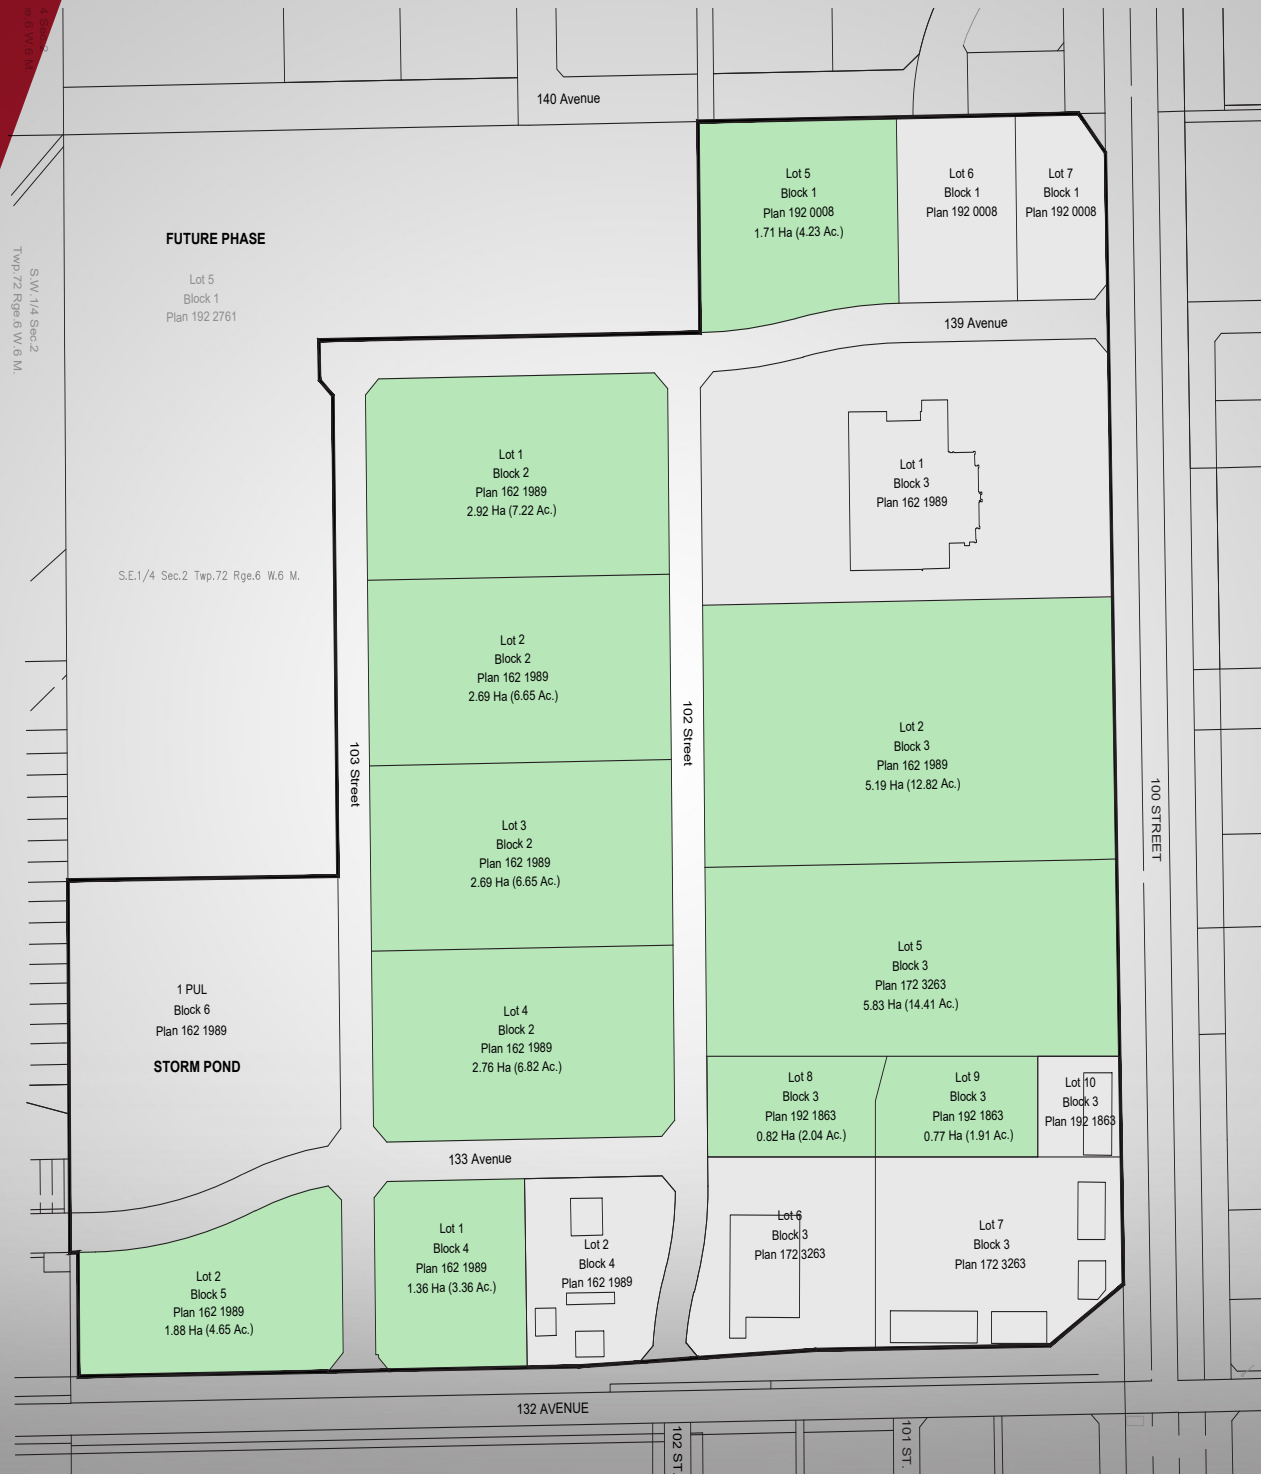 4 Sec.2
e.6 W.6 M.
140 Avenue
Lot 5
Block 1
Plan 192 0008
1.71 Ha (4.23 Ac.)
Lot 6
Block 1
Plan 192 0008
Lot 7
Block 1
Plan 192 0008
FUTURE PHASE
Lot 5
Block 1
Plan 192 2761
S.W.1/4 Sec.2
Twp.72 Rge.6 W.6 M.
139 Avenue
Lot 1
Block 2
Plan 162 1989
2.92 Ha (7.22 Ac.)
Lot 1
Block 3
Plan 162 1989
S.E.1/4 Sec.2 Twp.72 Rge.6 W.6 M.
Lot 2
Block 2
Plan 162 1989
2.69 Ha (6.65 Ac.)
103 Street
102 Street
Lot 2
Block 3
Plan 162 1989
5.19 Ha (12.82 Ac.)
100 STREET
Lot 3
Block 2
Plan 162 1989
2.69 Ha (6.65 Ac.)
Lot 5
Block 3
Plan 172 3263
5.83 Ha (14.41 Ac.)
1 PUL
Block 6
Plan 162 1989
STORM POND
Lot 4
Block 2
Plan 162 1989
2.76 Ha (6.82 Ac.)
Lot 8
Block 3
Plan 192 1863
0.82 Ha (2.04 Ac.)
Lot 9
Block 3
Plan 192 1863
0.77 Ha (1.91 Ac.)
Lot 10
Block 3
Plan 192 1863
133 Avenue
Lot 2
Block 5
Plan 162 1989
1.88 Ha (4.65 Ac.)
Lot 1
Block 4
Plan 162 1989
1.36 Ha (3.36 Ac.)
Lot 2
Block 4
Plan 162 1989
Lot 6
Block 3
Plan 172 3263
Lot 7
Block 3
Plan 172 3263
132 AVENUE
102 ST.
101 ST.